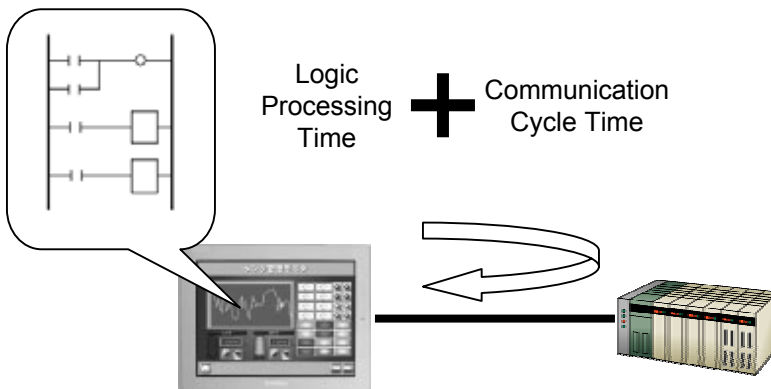 Logic
Processing
Time
Communication
Cycle Time